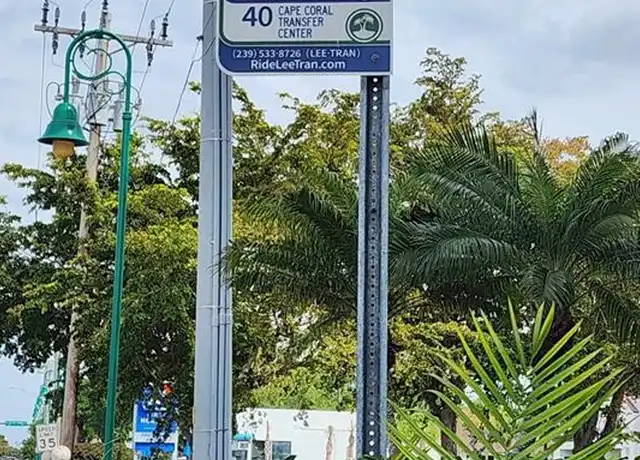 40 CAPE CORAL
TRANSFER
CENTER
(239) 533-8726 (LEE-TRAN)
RideLeeTran.com
SPEED
LIMIT
35